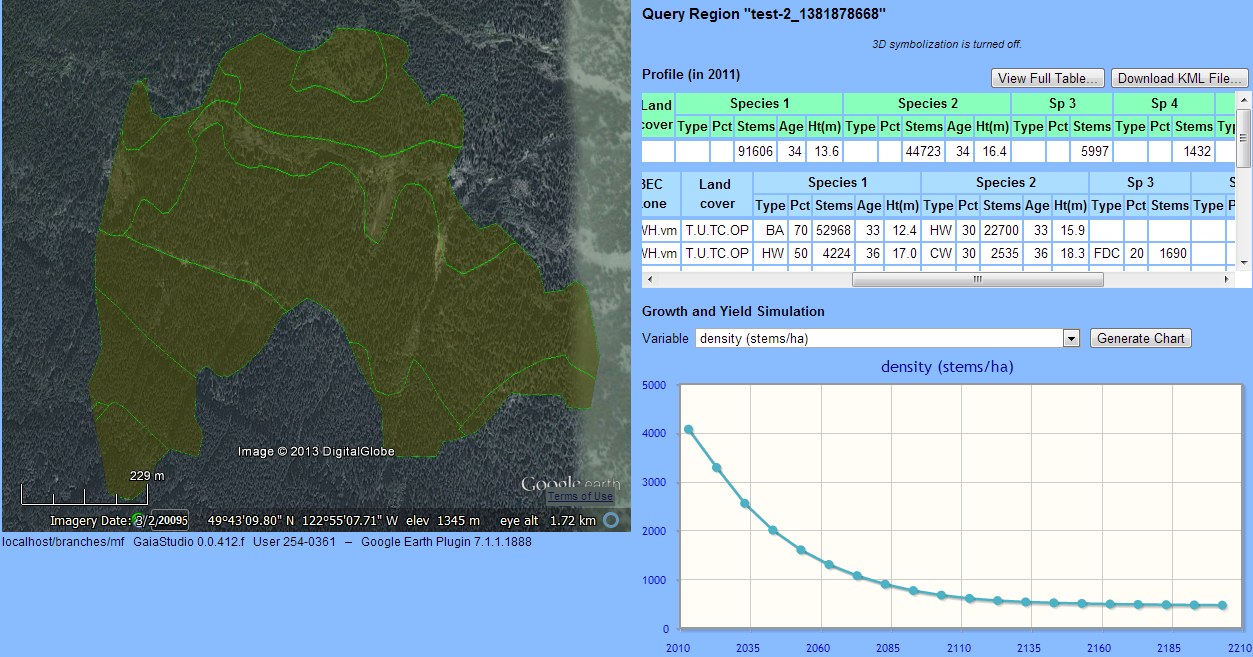 Query Region "test-2_1381878668"
3D symbolization is turned off.
Profile (in 2011)
View Full Table...
Download KML File...
Land Species 1 Species 2 Sp 3 Sp 4
cover Type Pct Stems Age Ht(m) Type Pct Stems Age Ht(m) Type Pct Stems Type Pct Stems
91606 34 13.6 44723 34 16.4 5997 1432
BEC Land Species 1 Species 2 Sp 3
cover Type Pct Stems Age Ht(m) Type Pct Stems Age Ht(m) Type Pct Stems Type
WH.vm T.U.TC.OP BA 70 52968 33 12.4 HW 30 22700 33 15.9
WH.vm T.U.TC.OP HW 50 4224 36 17.0 CW 30 2535 36 18.3 FDC 20 1690
Growth and Yield Simulation
Variable density (stems/ha) Generate Chart
density (stems/ha)
5000
4000
3000
2000
1000
0
2010 2035 2060 2085 2110 2135 2160 2185 2210
Image © 2013 DigitalGlobe
229 m
Google earth
Terms of Use
Imagery Date: 49°43'09.80" N 122°55'07.71" W elev 1345 m eye alt 1.72 km
localhost/branches/mf GaiaStudio 0.0.412.f User 254-0361 – Google Earth Plugin 7.1.1.1888